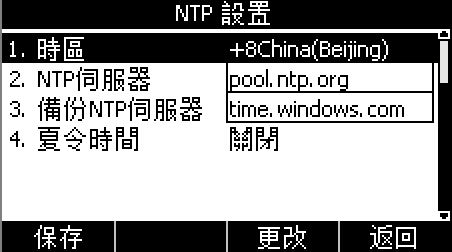 NTP 設置
1. 時區 +8China(Beijing)
2. NTP伺服器 pool.ntp.org
3. 備份NTP伺服器 time.windows.com
4. 夏令時間 關閉
保存 更改 返回